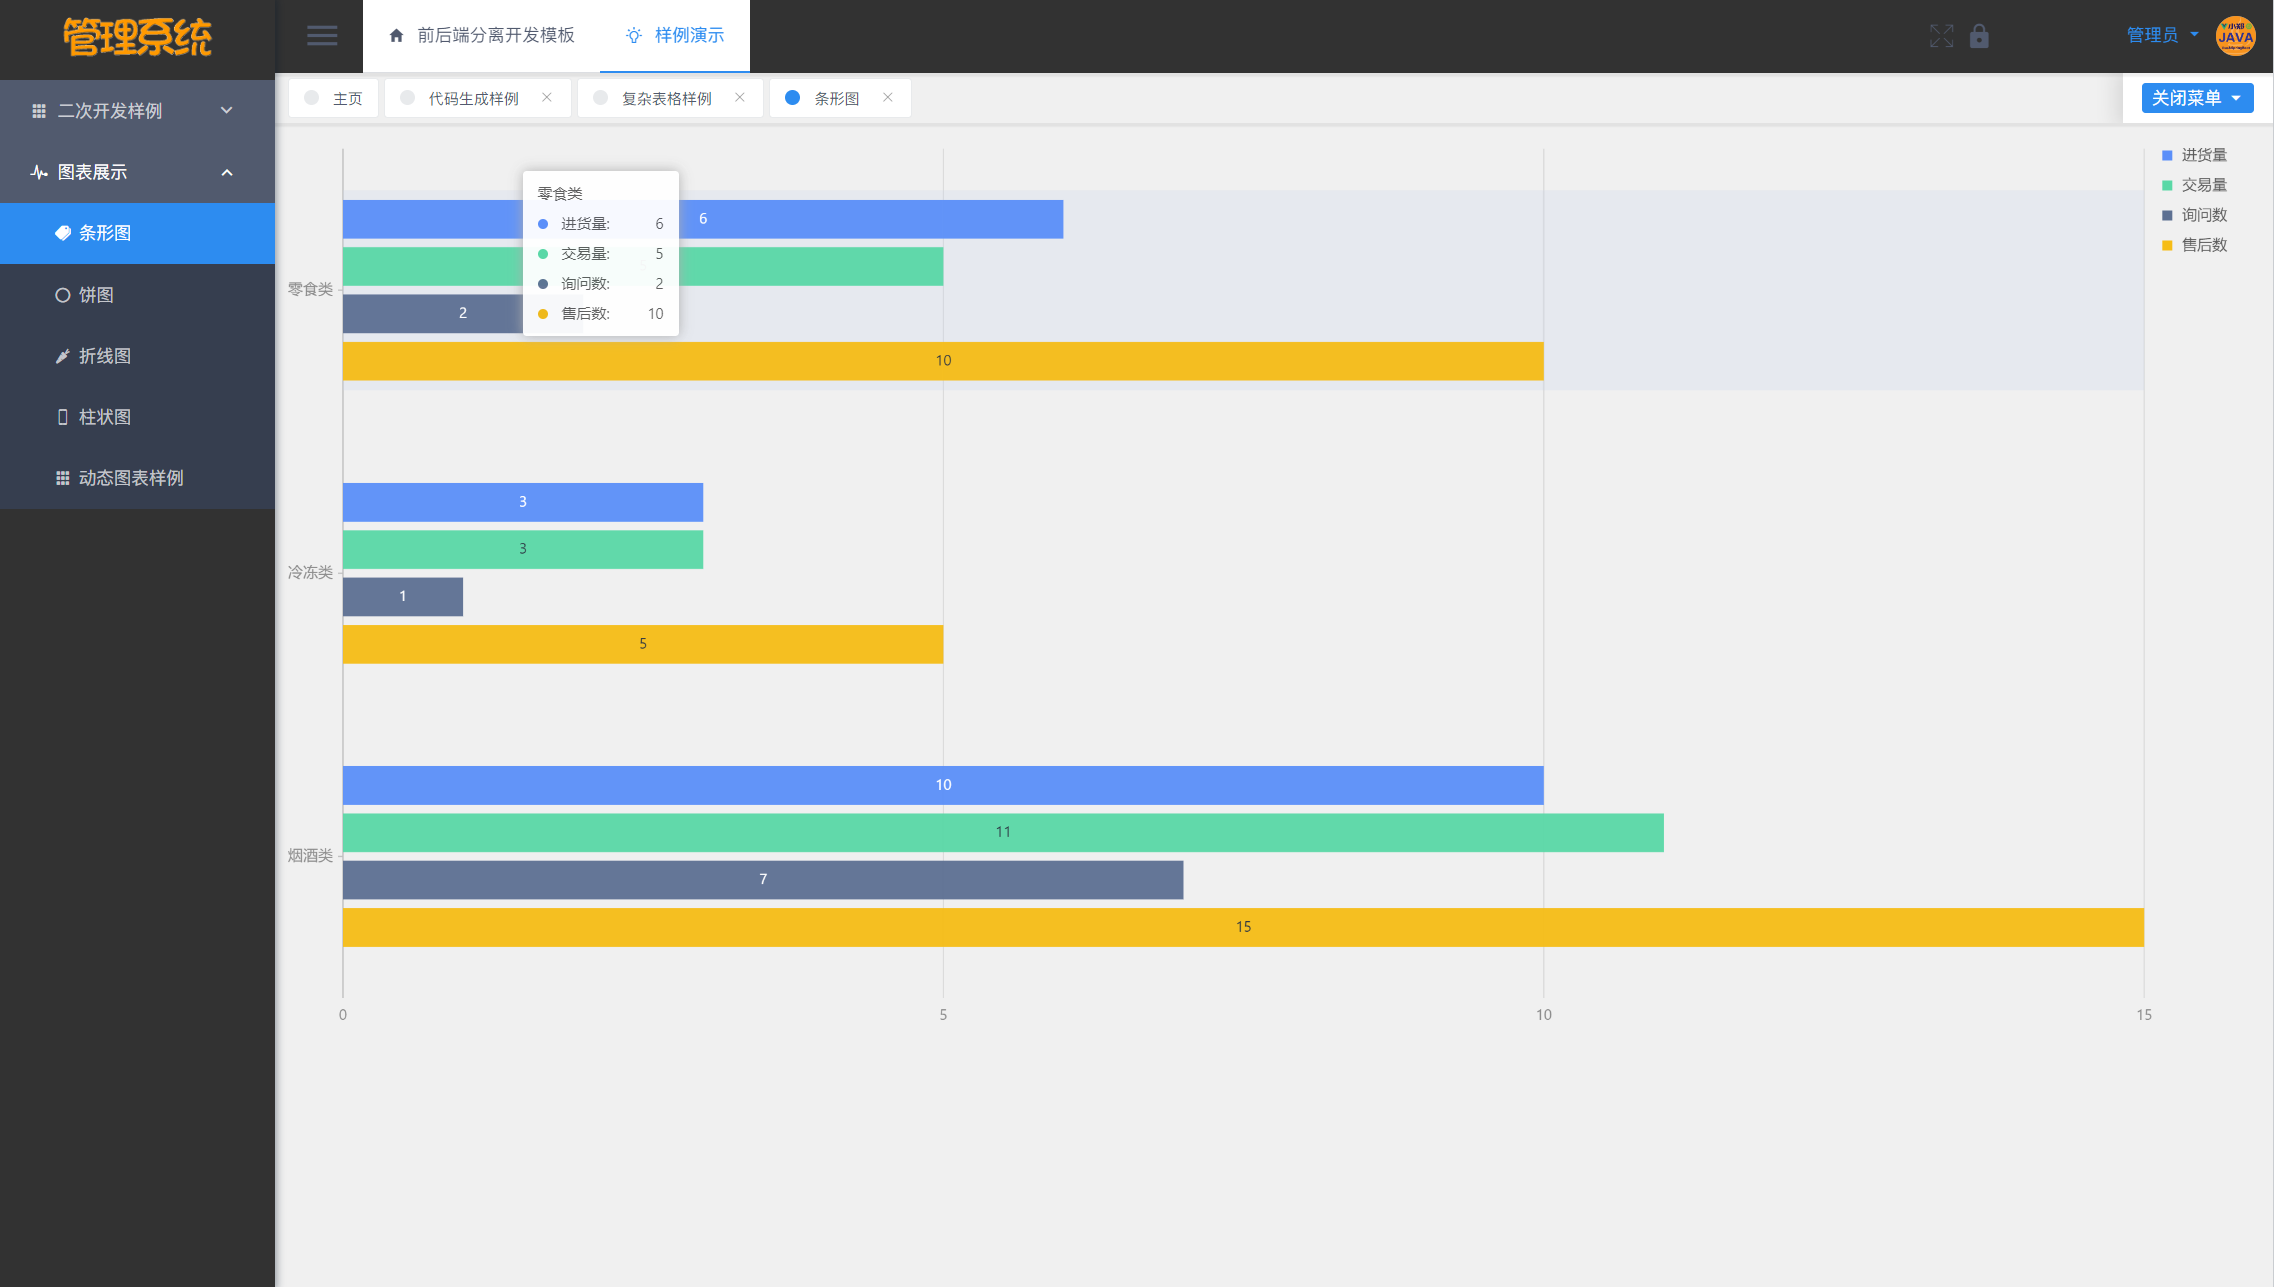 管理系统
前后端分离开发模板
样例演示
管理员
小郑
JAVA
二次开发样例
图表展示
条形图
饼图
折线图
柱状图
动态图表样例
主页
代码生成样例
复杂表格样例
条形图
关闭菜单
进货量
交易量
询问数
售后数
零食类
进货量: 6
交易量: 5
询问数: 2
售后数: 10
零食类
6
2
10
冷冻类
3
3
1
5
烟酒类
10
11
7
15
0 5 10 15